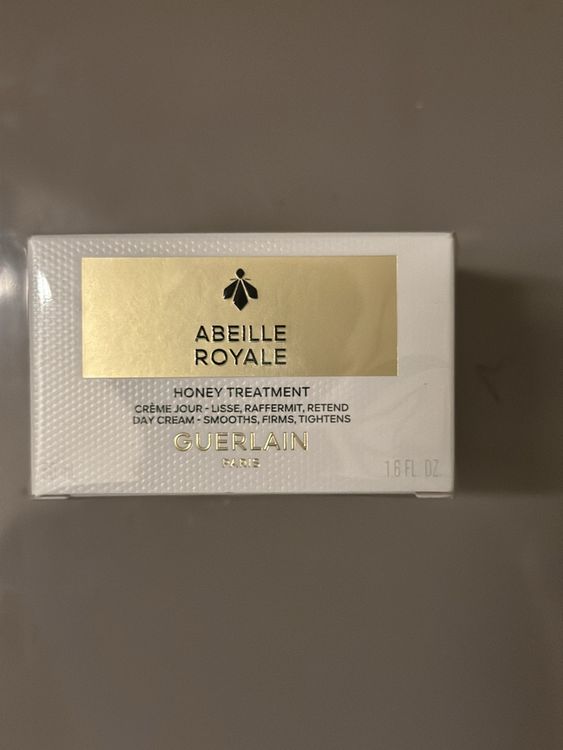 ABEILLE
ROYALE
HONEY TREATMENT
CRÈME JOUR - LISSE, RAFFERMIT, RETEND
DAY CREAM - SMOOTHS, FIRMS, TIGHTENS
GUERLAIN
PARIS
1.6 FL. OZ.